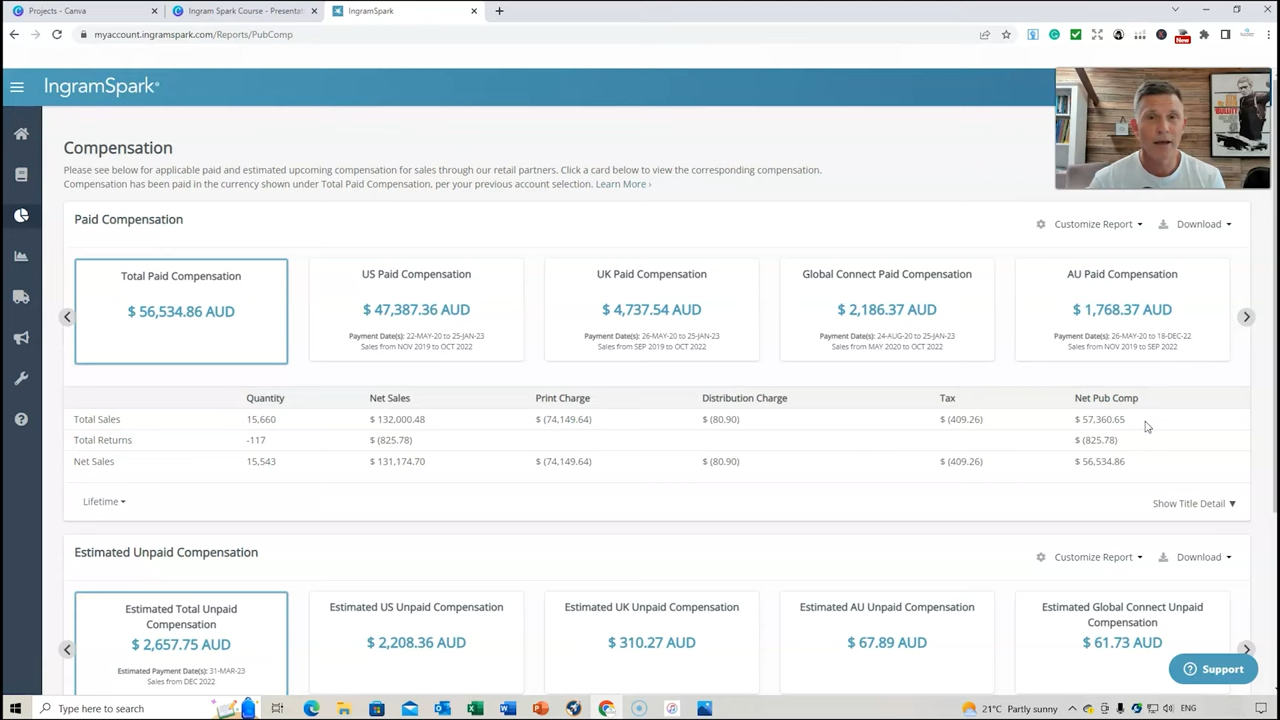 Projects - Canva
Ingram Spark Course - Presentat
IngramSpark
myaccount.ingramspark.com/Reports/PubComp
New
IngramSpark®
BULLITT
Compensation
Please see below for applicable paid and estimated upcoming compensation for sales through our retail partners. Click a card below to view the corresponding compensation.
Compensation has been paid in the currency shown under Total Paid Compensation, per your previous account selection. Learn More ›
Paid Compensation
Customize Report
Download
Total Paid Compensation
$ 56,534.86 AUD
US Paid Compensation
$ 47,387.36 AUD
Payment Date(s): 22-MAY-20 to 25-JAN-23
Sales from NOV 2019 to OCT 2022
UK Paid Compensation
$ 4,737.54 AUD
Payment Date(s): 26-MAY-20 to 25-JAN-23
Sales from SEP 2019 to OCT 2022
Global Connect Paid Compensation
$ 2,186.37 AUD
Payment Date(s): 24-AUG-20 to 25-JAN-23
Sales from MAY 2020 to OCT 2022
AU Paid Compensation
$ 1,768.37 AUD
Payment Date(s): 26-MAY-20 to 18-DEC-22
Sales from NOV 2019 to SEP 2022
Quantity Net Sales Print Charge Distribution Charge Tax Net Pub Comp
Total Sales 15,660 $ 132,000.48 $ (74,149.64) $ (80.90) $ (409.26) $ 57,360.65
Total Returns -117 $ (825.78) $ (825.78)
Net Sales 15,543 $ 131,174.70 $ (74,149.64) $ (80.90) $ (409.26) $ 56,534.86
Lifetime
Show Title Detail
Estimated Unpaid Compensation
Customize Report
Download
Estimated Total Unpaid
Compensation
$ 2,657.75 AUD
Estimated Payment Date(s): 31-MAR-23
Sales from DEC 2022
Estimated US Unpaid Compensation
$ 2,208.36 AUD
Estimated UK Unpaid Compensation
$ 310.27 AUD
Estimated AU Unpaid Compensation
$ 67.89 AUD
Estimated Global Connect Unpaid
Compensation
$ 61.73 AUD
Support
Type here to search
21°C Partly sunny
ENG